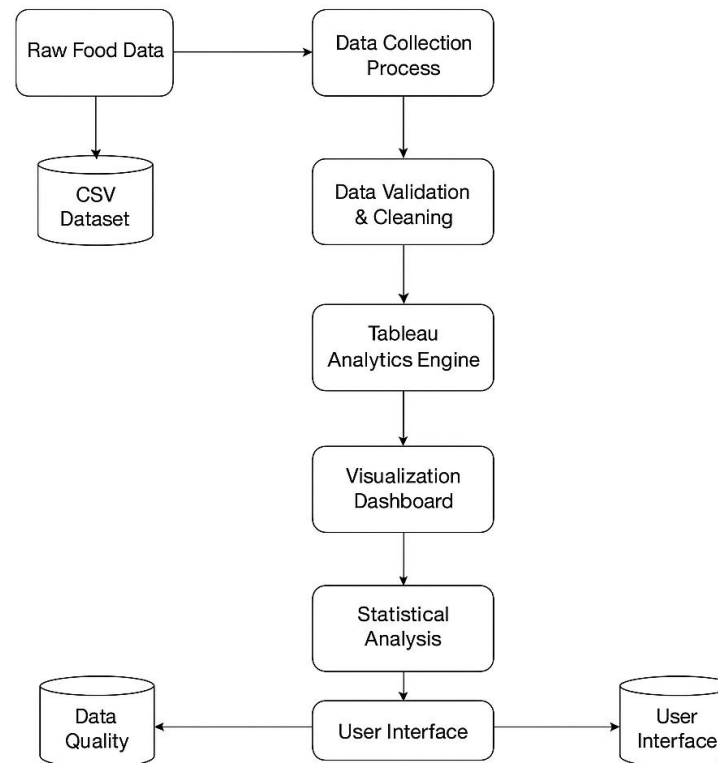 Raw Food Data
Data Collection
Process
CSV
Dataset
Data Validation
& Cleaning
Tableau
Analytics Engine
Visualization
Dashboard
Statistical
Analysis
Data
Quality
User Interface
User
Interface